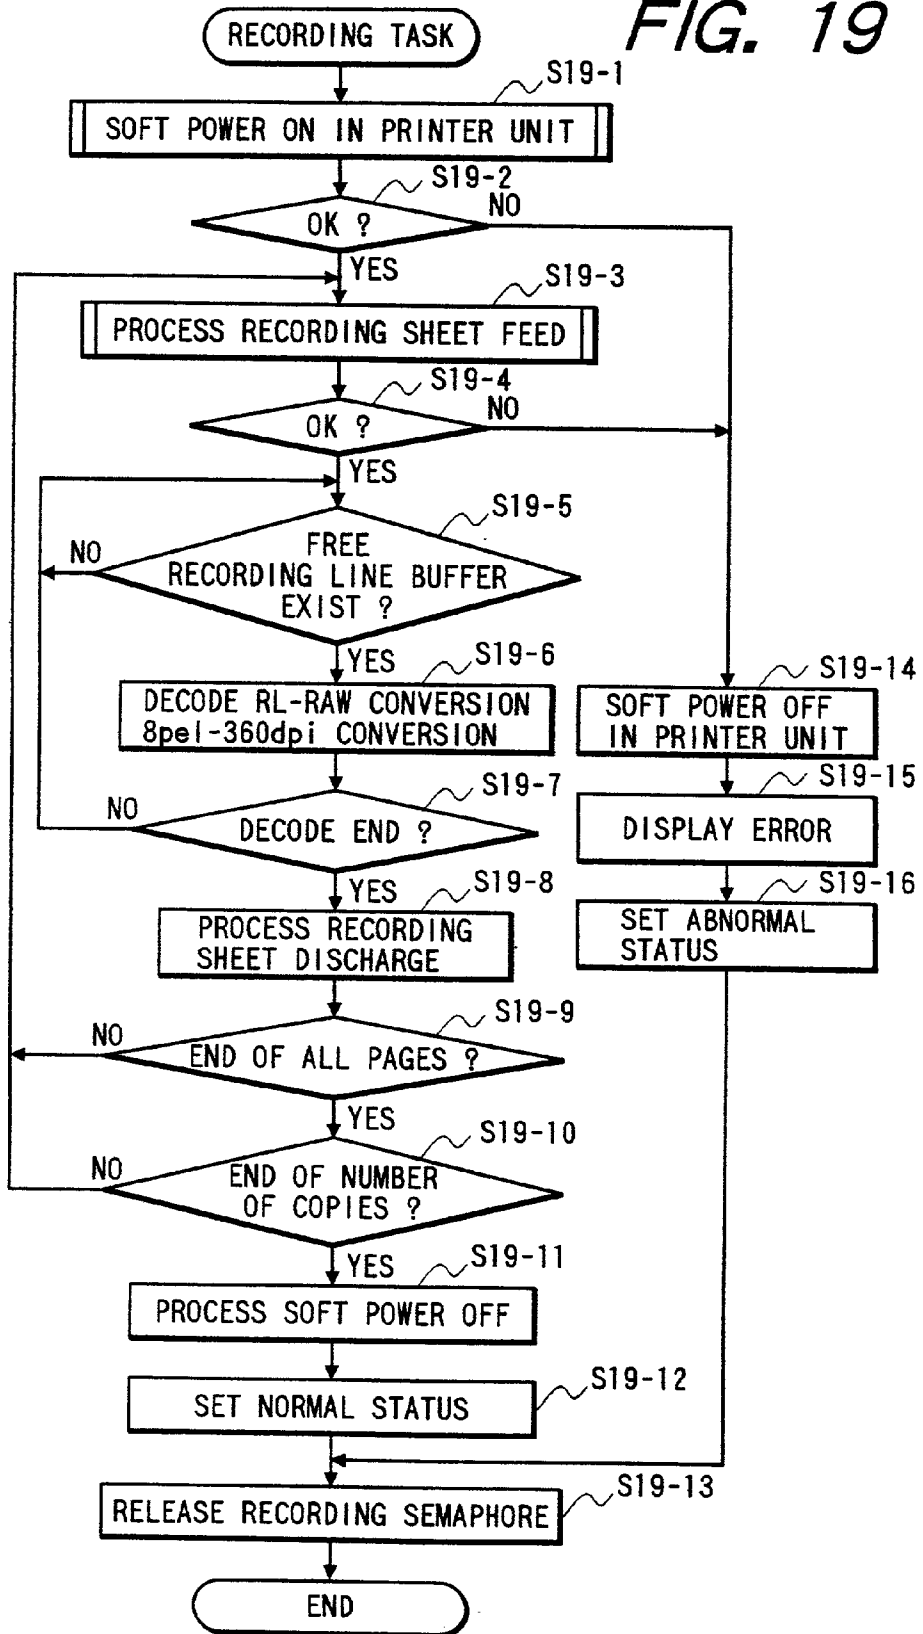 FIG. 19
RECORDING TASK
S19-1
SOFT POWER ON IN PRINTER UNIT
S19-2
OK ?
NO
YES
S19-3
PROCESS RECORDING SHEET FEED
S19-4
OK ?
NO
YES
S19-5
FREE
RECORDING LINE BUFFER
EXIST ?
NO
YES
S19-6
DECODE RL-RAW CONVERSION
8pel-360dpi CONVERSION
S19-7
DECODE END ?
NO
YES
S19-8
PROCESS RECORDING
SHEET DISCHARGE
S19-9
END OF ALL PAGES ?
NO
YES
S19-10
END OF NUMBER
OF COPIES ?
NO
YES
S19-11
PROCESS SOFT POWER OFF
S19-12
SET NORMAL STATUS
S19-14
SOFT POWER OFF
IN PRINTER UNIT
S19-15
DISPLAY ERROR
S19-16
SET ABNORMAL
STATUS
S19-13
RELEASE RECORDING SEMAPHORE
END